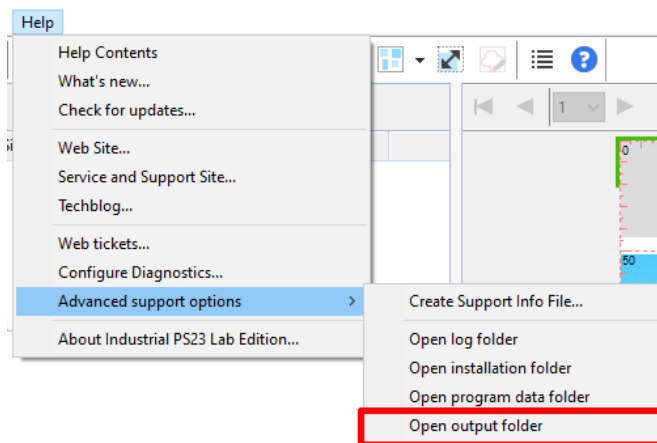 Help
Help Contents
What's new...
Check for updates...
Web Site...
Service and Support Site...
Techblog...
Web tickets...
Configure Diagnostics...
Advanced support options
About Industrial PS23 Lab Edition...
Create Support Info File...
Open log folder
Open installation folder
Open program data folder
Open output folder
1
0
50